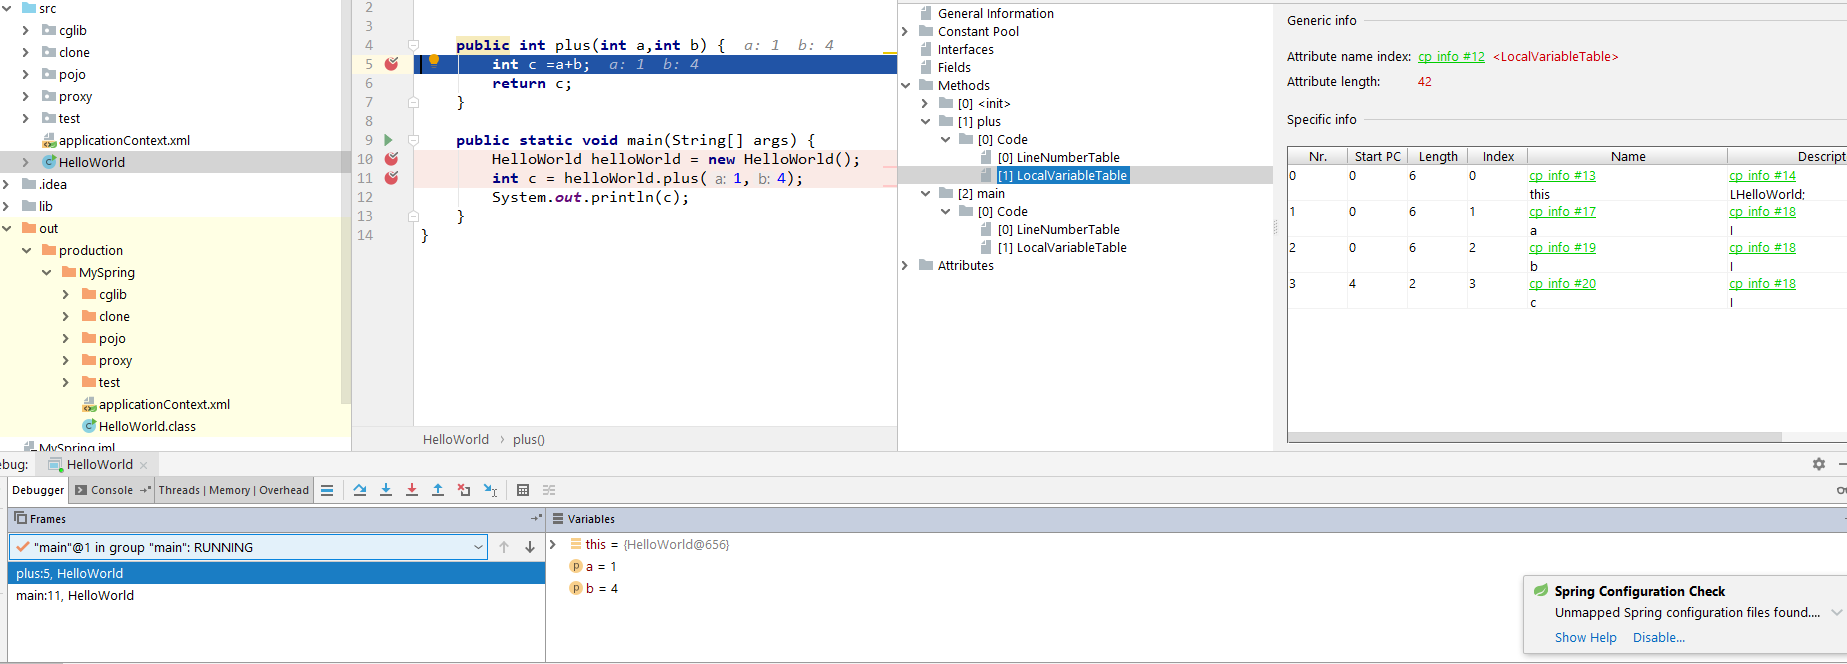 src
cglib
clone
pojo
proxy
test
applicationContext.xml
HelloWorld
.idea
lib
out
production
MySpring
cglib
clone
pojo
proxy
test
applicationContext.xml
HelloWorld.class
MySpring.iml
2
3
4 public int plus(int a,int b) { a: 1 b: 4
5 int c =a+b; a: 1 b: 4
6 return c;
7 }
8
9 public static void main(String[] args) {
10 HelloWorld helloWorld = new HelloWorld();
11 int c = helloWorld.plus( a: 1, b: 4);
12 System.out.println(c);
13 }
14 }
HelloWorld › plus()
General Information
Constant Pool
Interfaces
Fields
Methods
[0] <init>
[1] plus
[0] Code
[0] LineNumberTable
[1] LocalVariableTable
[2] main
[0] Code
[0] LineNumberTable
[1] LocalVariableTable
Attributes
Generic info
Attribute name index: cp info #12 <LocalVariableTable>
Attribute length: 42
Specific info
Nr. Start PC Length Index Name Descript
0 0 6 0 cp info #13 cp info #14
this LHelloWorld;
1 0 6 1 cp info #17 cp info #18
a I
2 0 6 2 cp info #19 cp info #18
b I
3 4 2 3 cp info #20 cp info #18
c I
ebug: HelloWorld
Debugger Console Threads | Memory | Overhead
Frames
"main"@1 in group "main": RUNNING
plus:5, HelloWorld
main:11, HelloWorld
Variables
this = {HelloWorld@656}
p a = 1
p b = 4
Spring Configuration Check
Unmapped Spring configuration files found....
Show Help Disable...